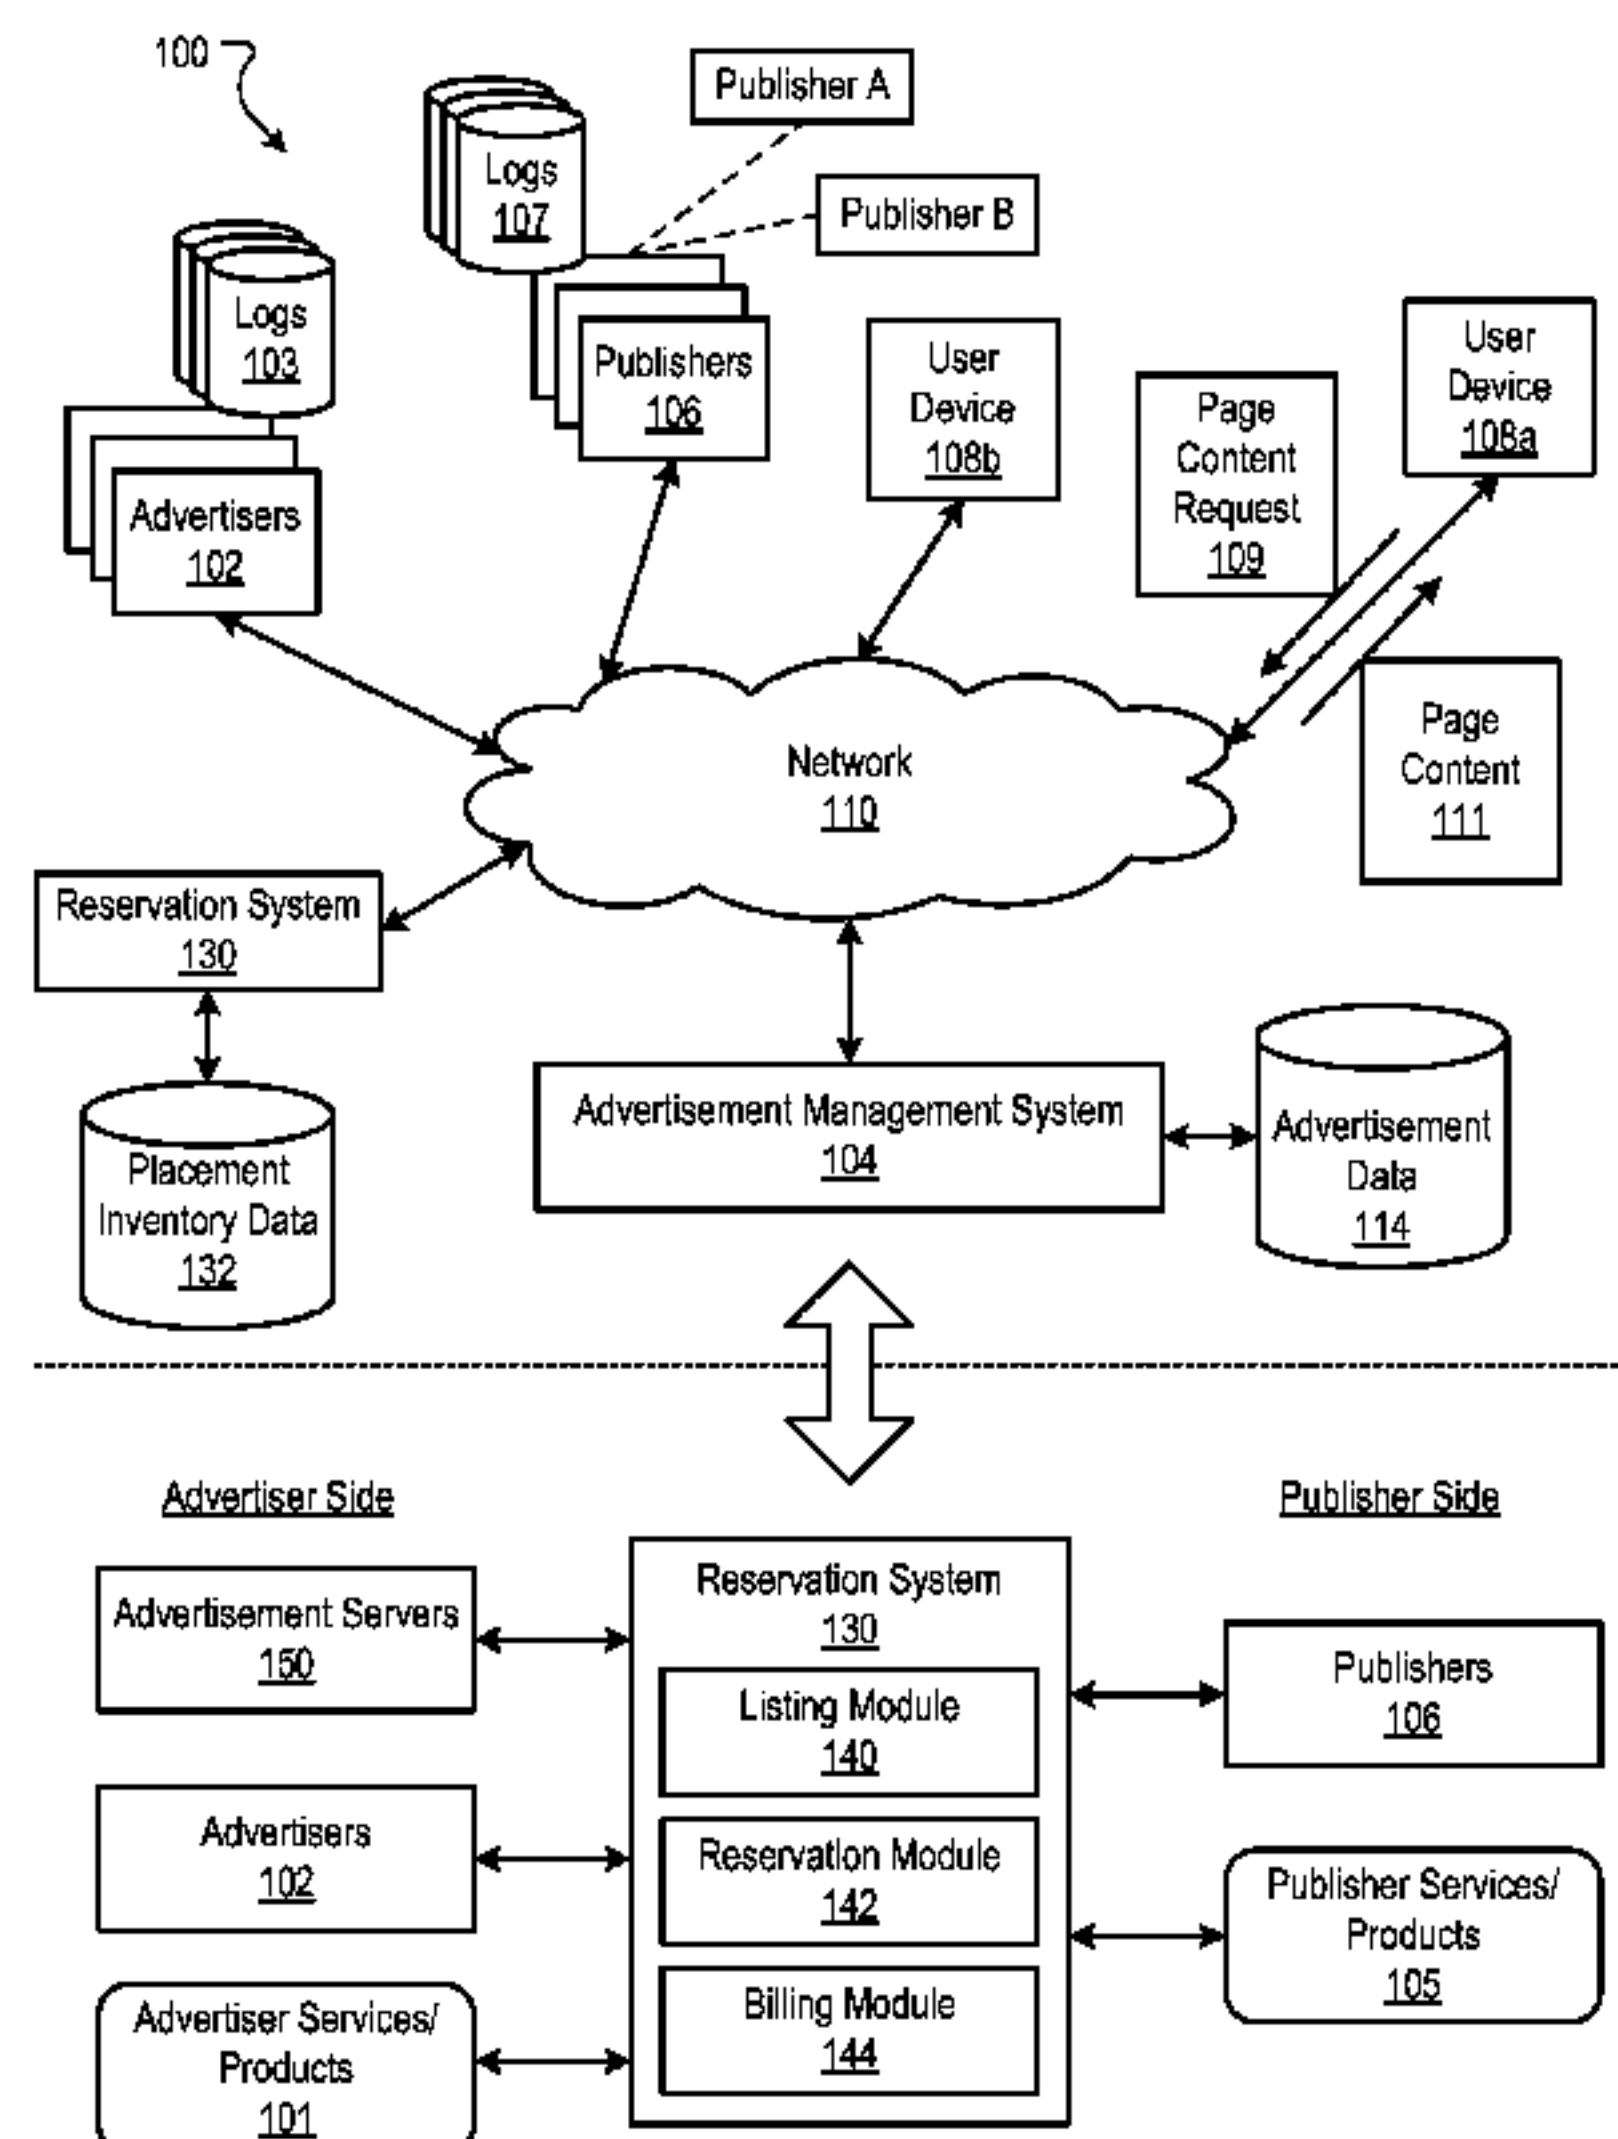 100
Publisher A
Publisher B
Logs
107
Logs
103
Publishers
106
User
Device
108b
Page
Content
Request
109
User
Device
108a
Advertisers
102
Page
Content
111
Network
110
Reservation System
130
Placement
Inventory Data
132
Advertisement Management System
104
Advertisement
Data
114
Advertiser Side
Publisher Side
Advertisement Servers
150
Advertisers
102
Advertiser Services/
Products
101
Reservation System
130
Listing Module
140
Reservation Module
142
Billing Module
144
Publishers
106
Publisher Services/
Products
105